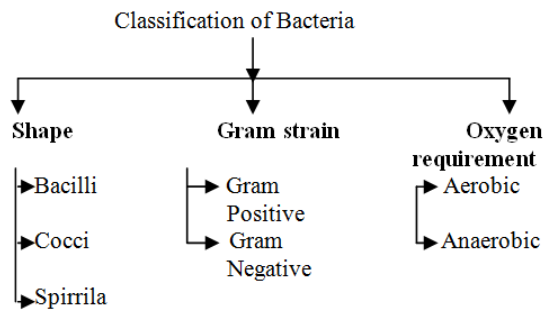 Classification of Bacteria
Shape
Bacilli
Cocci
Spirrila
Gram strain
Gram
Positive
Gram
Negative
Oxygen
requirement
Aerobic
Anaerobic